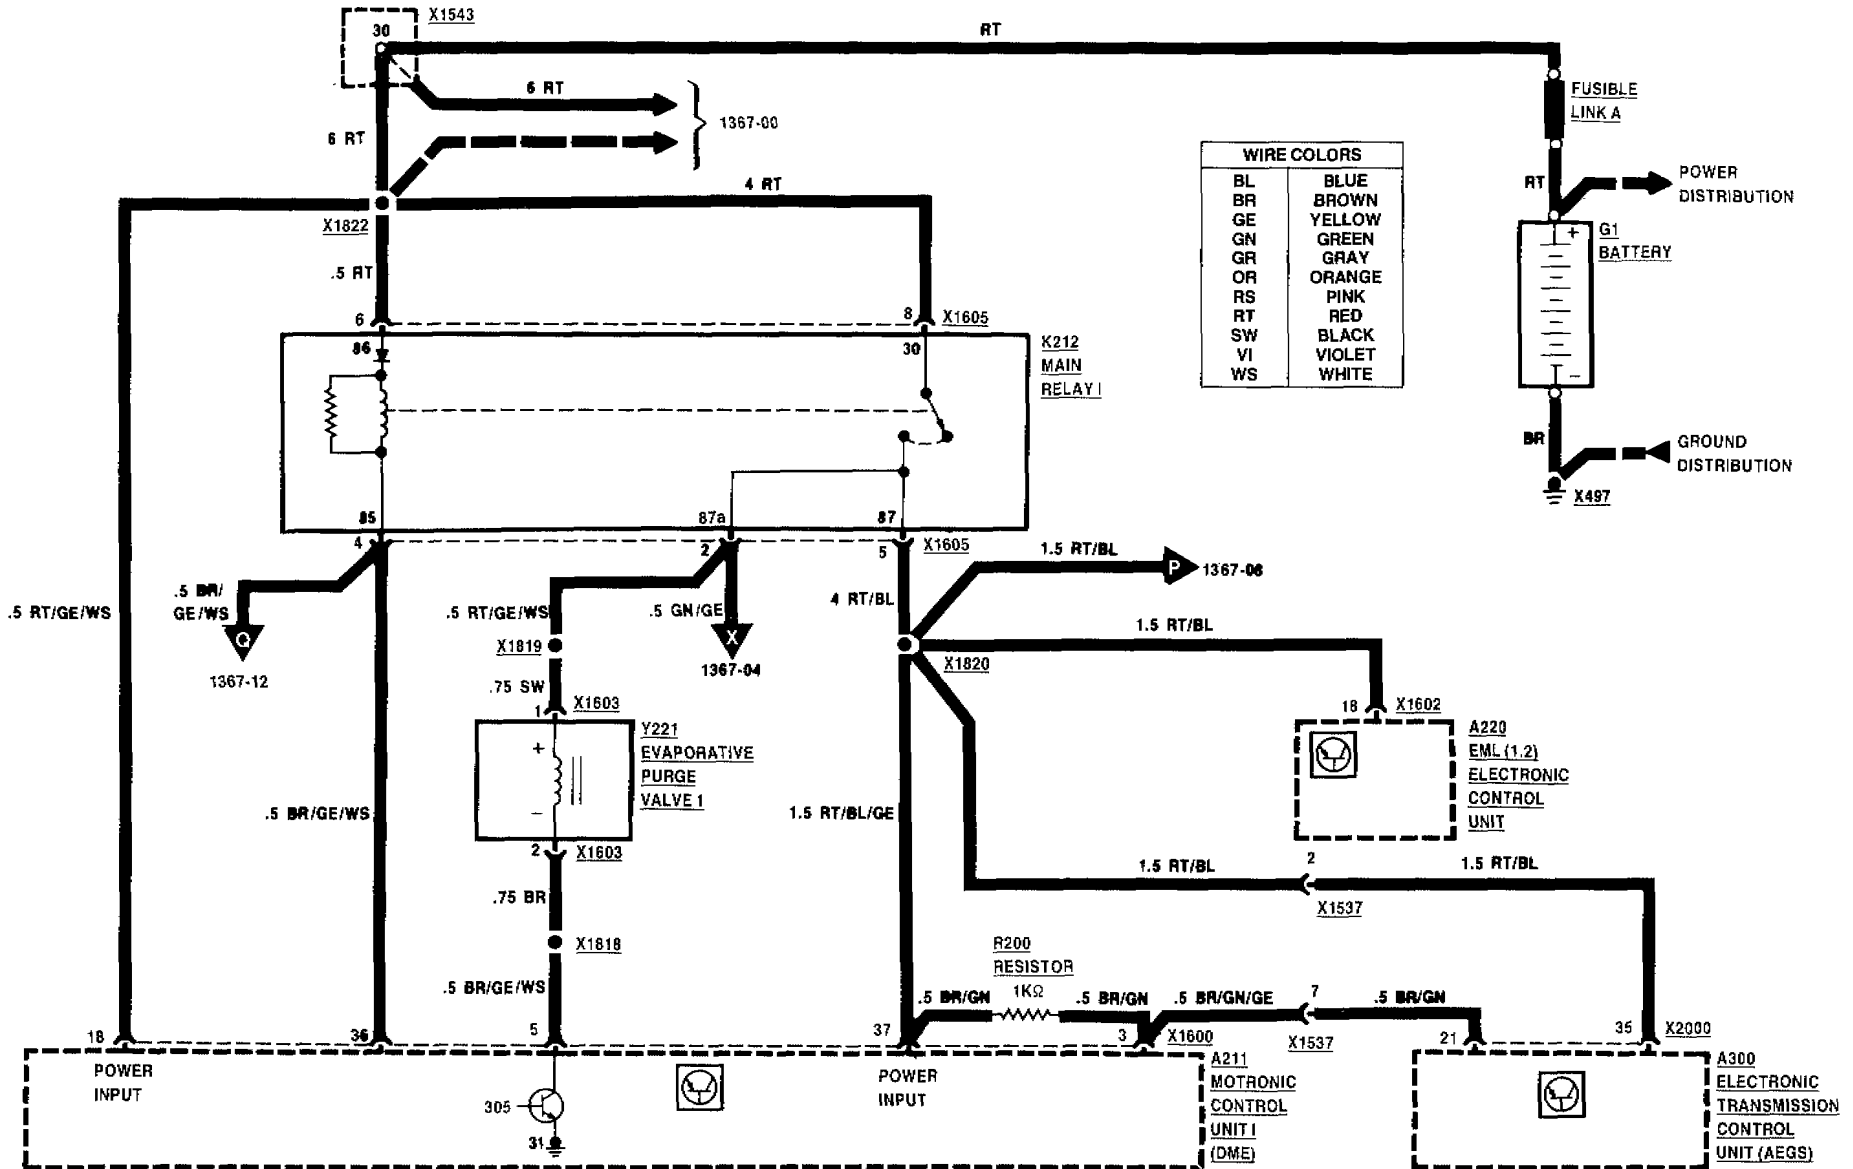 X1543
30
RT
6 RT
FUSIBLE
LINK A
1367-00
6 RT
WIRE COLORS
BL BLUE
BR BROWN
GE YELLOW
GN GREEN
GR GRAY
OR ORANGE
RS PINK
RT RED
SW BLACK
VI VIOLET
WS WHITE
RT
POWER
DISTRIBUTION
4 RT
X1822
+
G1
BATTERY
.5 RT
6
8
X1605
86
30
K212
MAIN
RELAY I
−
BR
GROUND
DISTRIBUTION
X497
85
87a
87
4
2
5
X1605
1.5 RT/BL
P
1367-06
.5 BR/
GE/WS
.5 RT/GE/WS
Q
1367-12
.5 RT/GE/WS
.5 GN/GE
X
1367-04
4 RT/BL
1.5 RT/BL
X1819
X1820
.75 SW
1
X1603
18
X1602
+
−
Y221
EVAPORATIVE
PURGE
VALVE 1
A220
EML (1.2)
ELECTRONIC
CONTROL
UNIT
.5 BR/GE/WS
1.5 RT/BL/GE
2
X1603
1.5 RT/BL
2
1.5 RT/BL
X1537
.75 BR
X1818
R200
RESISTOR
1KΩ
.5 BR/GE/WS
.5 BR/GN
.5 BR/GN
.5 BR/GN/GE
7
.5 BR/GN
18
36
5
37
3
X1600
X1537
21
35
X2000
POWER
INPUT
305
31
POWER
INPUT
A211
MOTRONIC
CONTROL
UNIT I
(DME)
A300
ELECTRONIC
TRANSMISSION
CONTROL
UNIT (AEGS)